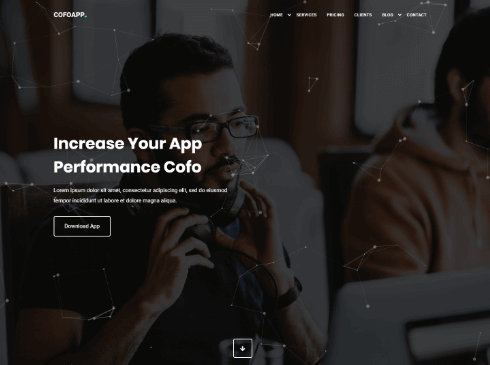 COFOAPP.
HOME SERVICES PRICING CLIENTS BLOG CONTACT
Increase Your App
Performance Cofo
Lorem ipsum dolor sit amet, consectetur adipiscing elit, sed do eiusmod
tempor incididunt ut labore et dolore magna aliqua.
Download App